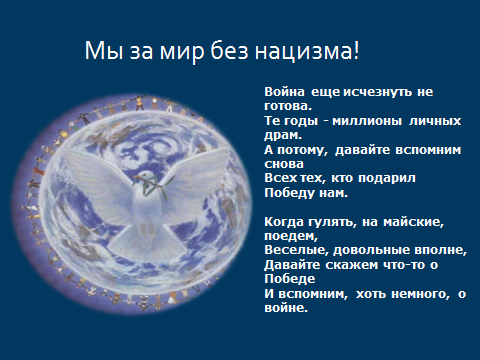 Мы за мир без нацизма!
Война еще исчезнуть не
готова.
Те годы - миллионы личных
драм.
А потому, давайте вспомним
снова
Всех тех, кто подарил
Победу нам.
Когда гулять, на майские,
поедем,
Веселые, довольные вполне,
Давайте скажем что-то о
Победе
И вспомним, хоть немного, о
войне.